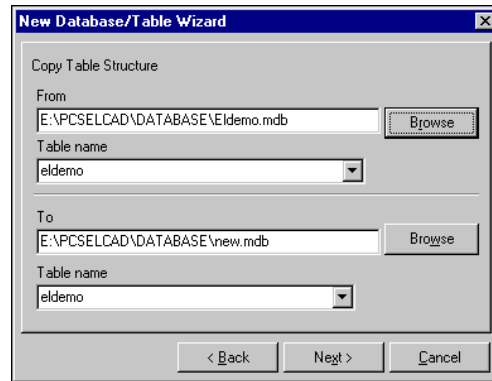 New Database/Table Wizard
Copy Table Structure
From
E:\PCSELCAD\DATABASE\Eldemo.mdb
Browse
Table name
eldemo
To
E:\PCSELCAD\DATABASE\new.mdb
Browse
Table name
eldemo
< Back
Next >
Cancel